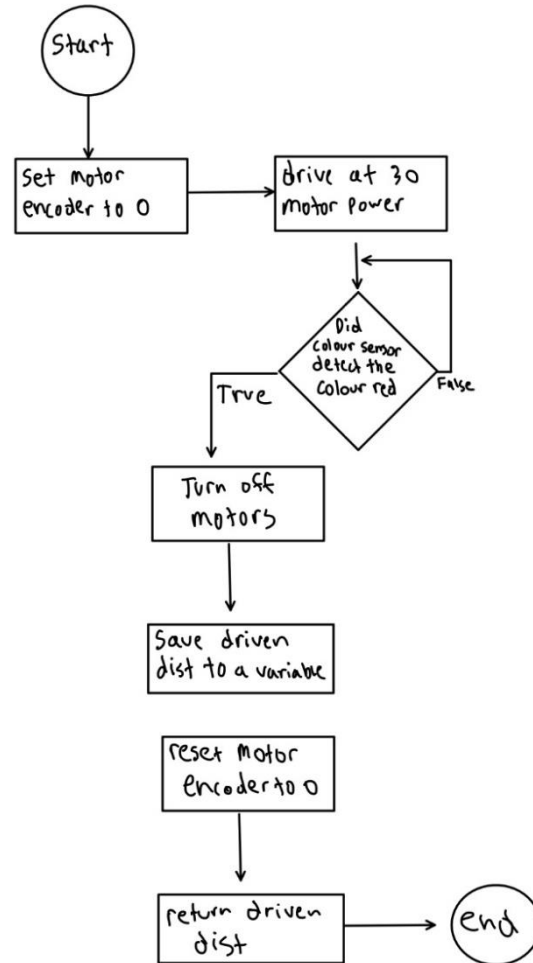 Start
Set motor
encoder to 0
drive at 30
motor power
Did
colour sensor
detect the
colour red
False
True
Turn off
motors
Save driven
dist to a variable
reset motor
encoder to 0
return driven
dist
end